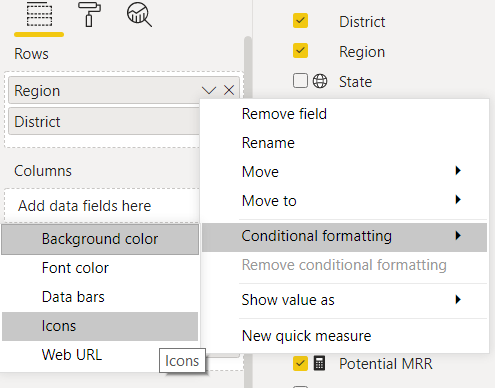 Rows
Region
District
Columns
Add data fields here
Background color
Font color
Data bars
Icons
Web URL
Icons
Remove field
Rename
Move
Move to
Conditional formatting
Remove conditional formatting
Show value as
New quick measure
District
Region
State
Potential MRR